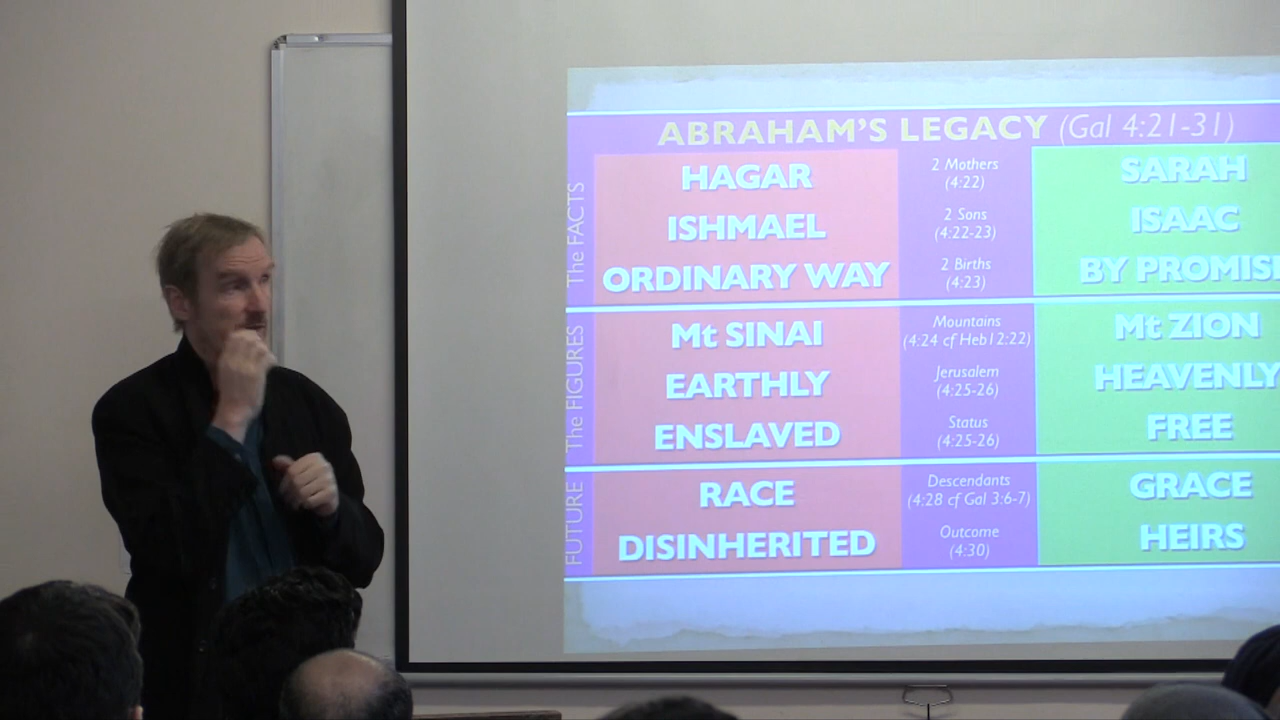 ABRAHAM'S LEGACY (Gal 4:21-31)
The FACTS
HAGAR 2 Mothers SARAH
(4:22)
ISHMAEL 2 Sons ISAAC
(4:22-23)
ORDINARY WAY 2 Births BY PROMIS
(4:23)
The FIGURES
Mt SINAI Mountains Mt ZION
(4:24 cf Heb12:22)
EARTHLY Jerusalem HEAVENLY
(4:25-26)
ENSLAVED Status FREE
(4:25-26)
FUTURE
RACE Descendants GRACE
(4:28 cf Gal 3:6-7)
DISINHERITED Outcome HEIRS
(4:30)